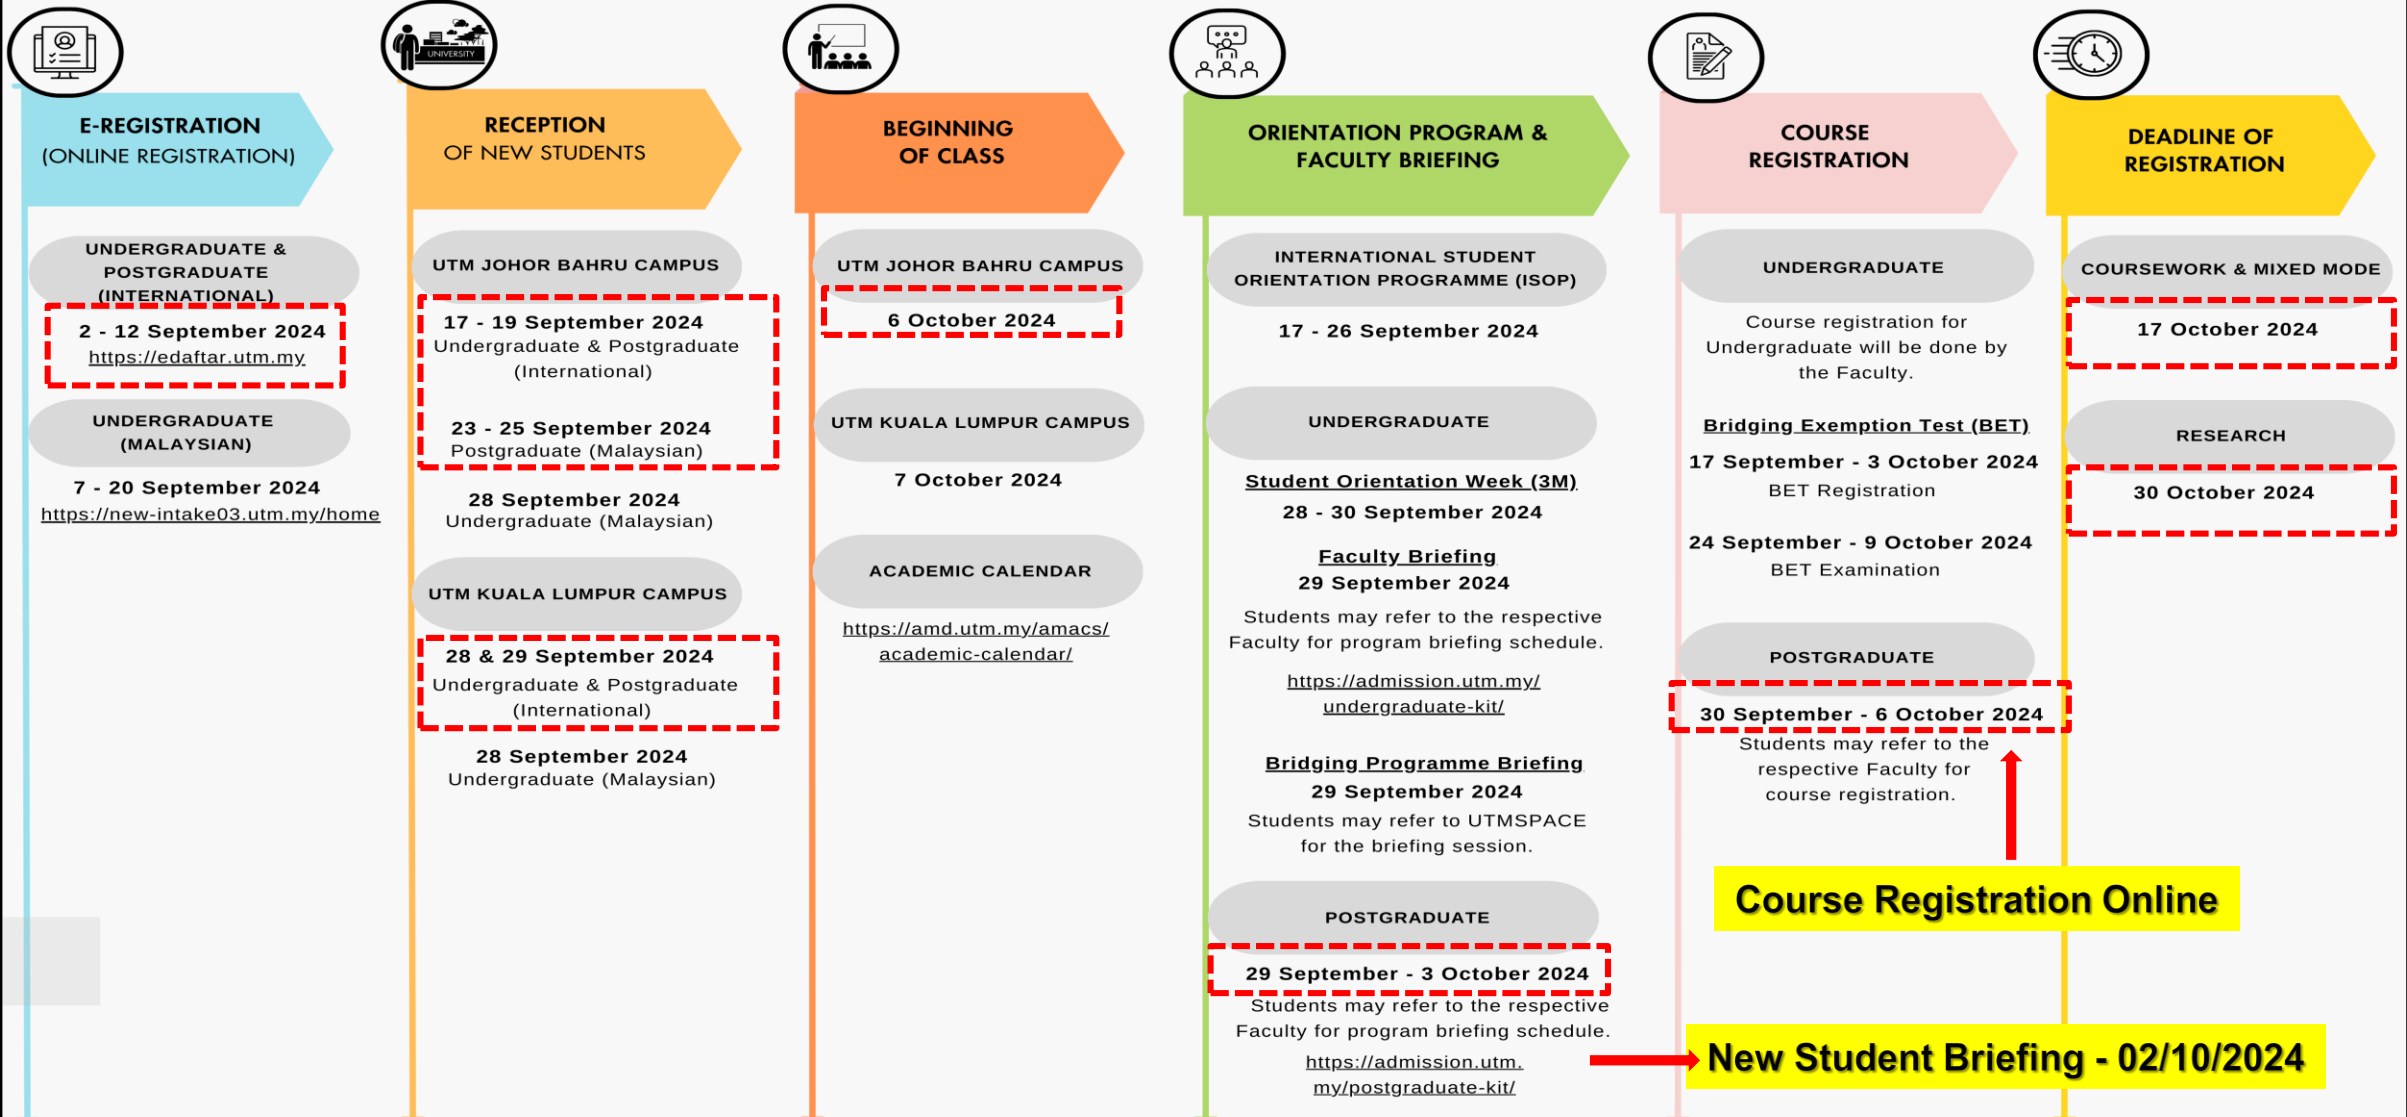 UNIVERSITY
E-REGISTRATION
(ONLINE REGISTRATION)
UNDERGRADUATE &
POSTGRADUATE
(INTERNATIONAL)
2 - 12 September 2024
https://edaftar.utm.my
UNDERGRADUATE
(MALAYSIAN)
7 - 20 September 2024
https://new-intake03.utm.my/home
RECEPTION
OF NEW STUDENTS
UTM JOHOR BAHRU CAMPUS
17 - 19 September 2024
Undergraduate & Postgraduate
(International)
23 - 25 September 2024
Postgraduate (Malaysian)
28 September 2024
Undergraduate (Malaysian)
UTM KUALA LUMPUR CAMPUS
28 & 29 September 2024
Undergraduate & Postgraduate
(International)
28 September 2024
Undergraduate (Malaysian)
BEGINNING
OF CLASS
UTM JOHOR BAHRU CAMPUS
6 October 2024
UTM KUALA LUMPUR CAMPUS
7 October 2024
ACADEMIC CALENDAR
https://amd.utm.my/amacs/
academic-calendar/
ORIENTATION PROGRAM &
FACULTY BRIEFING
INTERNATIONAL STUDENT
ORIENTATION PROGRAMME (ISOP)
17 - 26 September 2024
UNDERGRADUATE
Student Orientation Week (3M)
28 - 30 September 2024
Faculty Briefing
29 September 2024
Students may refer to the respective
Faculty for program briefing schedule.
https://admission.utm.my/
undergraduate-kit/
Bridging Programme Briefing
29 September 2024
Students may refer to UTMSPACE
for the briefing session.
POSTGRADUATE
29 September - 3 October 2024
Students may refer to the respective
Faculty for program briefing schedule.
https://admission.utm.
my/postgraduate-kit/
COURSE
REGISTRATION
UNDERGRADUATE
Course registration for
Undergraduate will be done by
the Faculty.
Bridging Exemption Test (BET)
17 September - 3 October 2024
BET Registration
24 September - 9 October 2024
BET Examination
POSTGRADUATE
30 September - 6 October 2024
Students may refer to the
respective Faculty for
course registration.
Course Registration Online
New Student Briefing - 02/10/2024
DEADLINE OF
REGISTRATION
COURSEWORK & MIXED MODE
17 October 2024
RESEARCH
30 October 2024